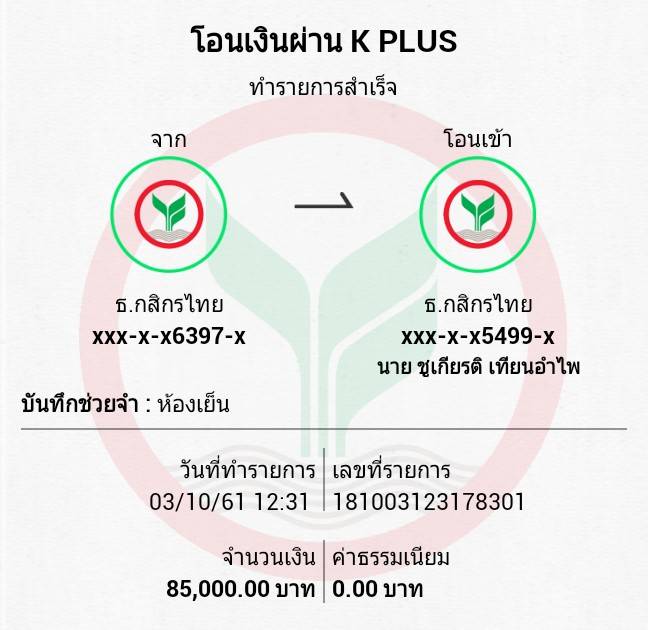 โอนเงินผ่าน K PLUS
ทำรายการสำเร็จ
จาก
โอนเข้า
ธ.กสิกรไทย
xxx-x-x6397-x
ธ.กสิกรไทย
xxx-x-x5499-x
นาย ชูเกียรติ เทียนอำไพ
บันทึกช่วยจำ : ห้องเย็น
วันที่ทำรายการ
03/10/61 12:31
เลขที่รายการ
181003123178301
จำนวนเงิน
85,000.00 บาท
ค่าธรรมเนียม
0.00 บาท